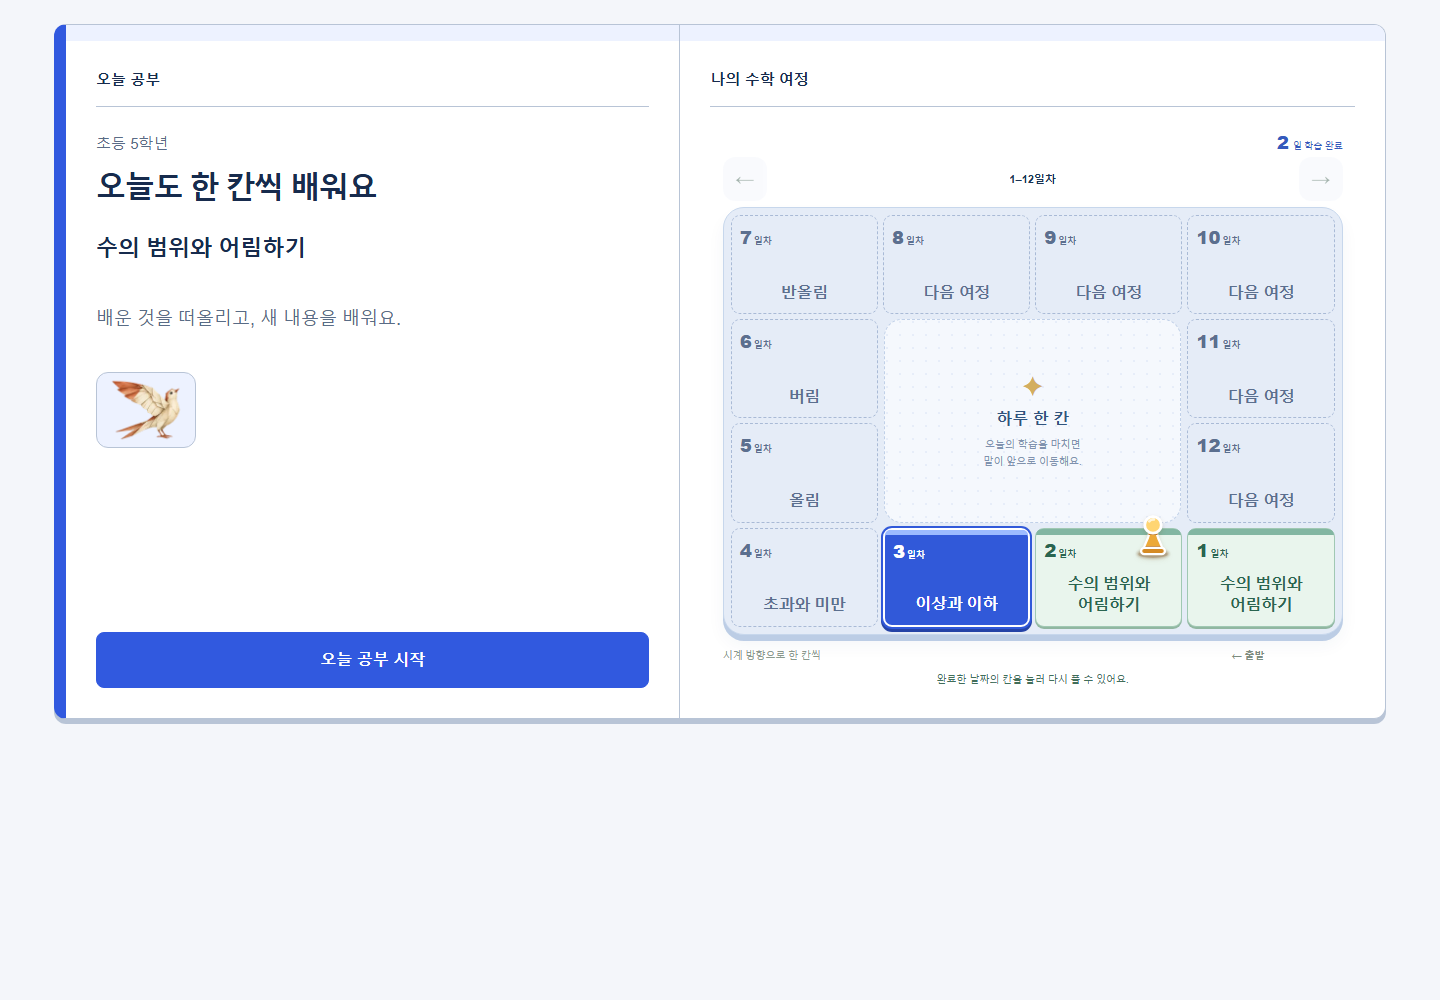 오늘 공부
초등 5학년
오늘도 한 칸씩 배워요
수의 범위와 어림하기
배운 것을 떠올리고, 새 내용을 배워요.
오늘 공부 시작
나의 수학 여정
2 일 학습 완료
← 1–12일차 →
7 일차
반올림
8 일차
다음 여정
9 일차
다음 여정
10 일차
다음 여정
6 일차
버림
하루 한 칸
오늘의 학습을 마치면
말이 앞으로 이동해요.
11 일차
다음 여정
5 일차
올림
12 일차
다음 여정
4 일차
초과와 미만
3 일차
이상과 이하
2 일차
수의 범위와
어림하기
1 일차
수의 범위와
어림하기
시계 방향으로 한 칸씩
← 출발
완료한 날짜의 칸을 눌러 다시 풀 수 있어요.